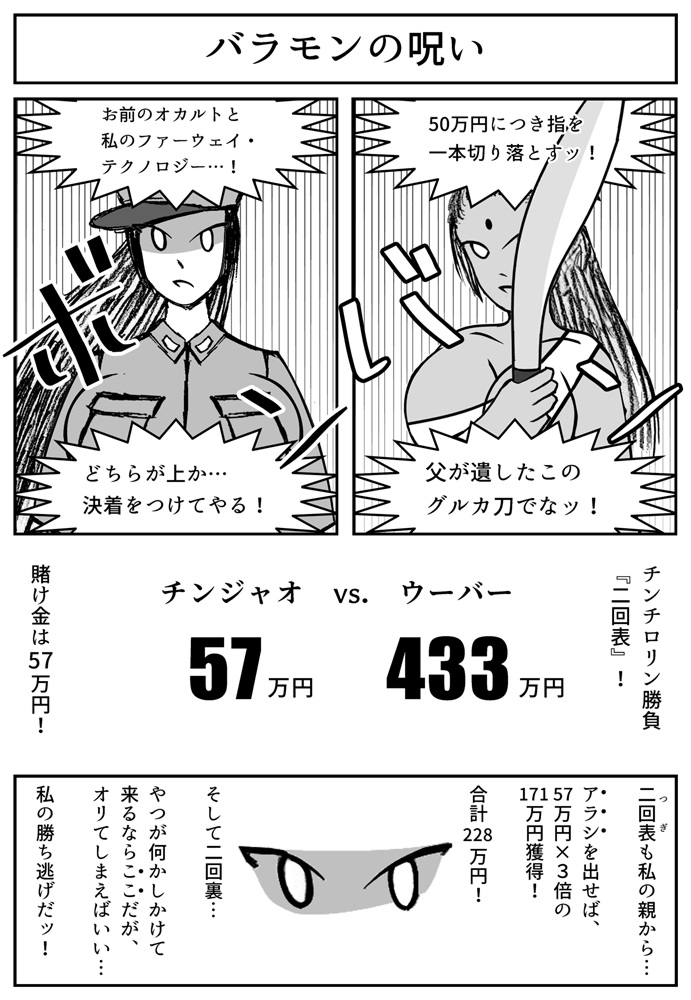 バラモンの呪い
50万円につき指を
一本切り落とすッ！
父が遺したこの
グルカ刀でなッ！
ドン
お前のオカルトと
私のファーウェイ・
テクノロジー…！
どちらが上か…
決着をつけてやる！
チンチロリン勝負
『二回表』！
チンジャオ vs. ウーバー
57万円 433万円
賭け金は57万円！
二回表も私の親から…
つぎ
アラシを出せば、
57万円×3倍の
171万円獲得！
合計228万円！
そして二回裏…
やつが何かしかけて
来るならここだが、
オリてしまえばいい…
私の勝ち逃げだッ！